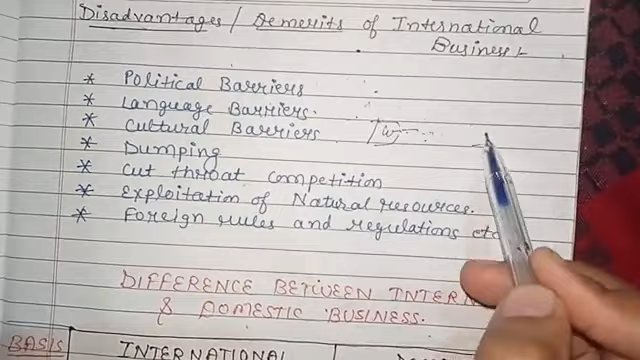 Disadvantages / Demerits of International
Business:-
* Political Barriers
* Language Barriers.
* Cultural Barriers
* Dumping
* Cut throat competition
* Exploitation of Natural resources.
* Foreign rules and regulations etc
DIFFERENCE BETWEEN INTERN
& DOMESTIC BUSINESS.
BASIS INTERNATIONAL